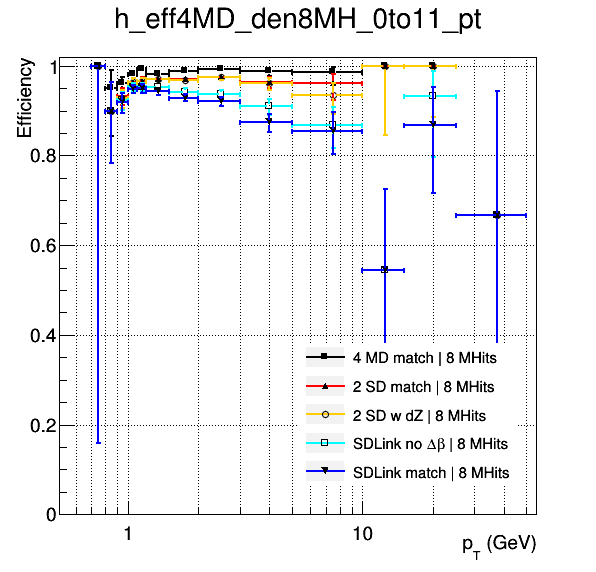 h_eff4MD_den8MH_0to11_pt
Efficiency
1
0.8
0.6
0.4
0.2
0
4 MD match | 8 MHits
2 SD match | 8 MHits
2 SD w dZ | 8 MHits
SDLink no Δβ | 8 MHits
SDLink match | 8 MHits
1
10
p_T (GeV)